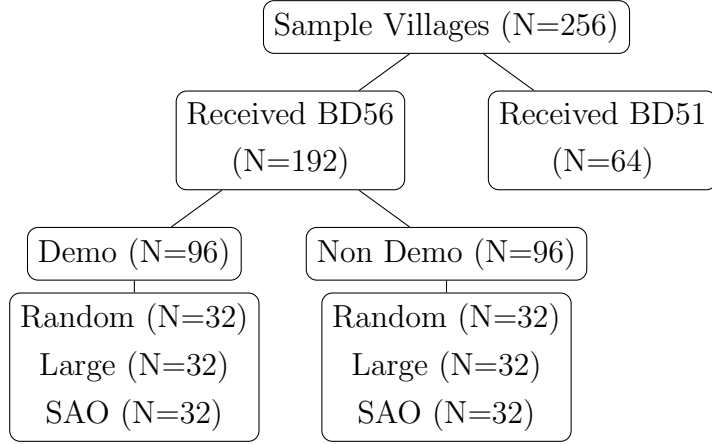 Sample Villages (N=256)
Received BD56
(N=192)
Received BD51
(N=64)
Demo (N=96)
Non Demo (N=96)
Random (N=32)
Large (N=32)
SAO (N=32)
Random (N=32)
Large (N=32)
SAO (N=32)